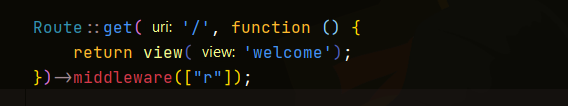 Route::get( uri: '/', function () {
    return view( view: 'welcome');
})->middleware(["r"]);